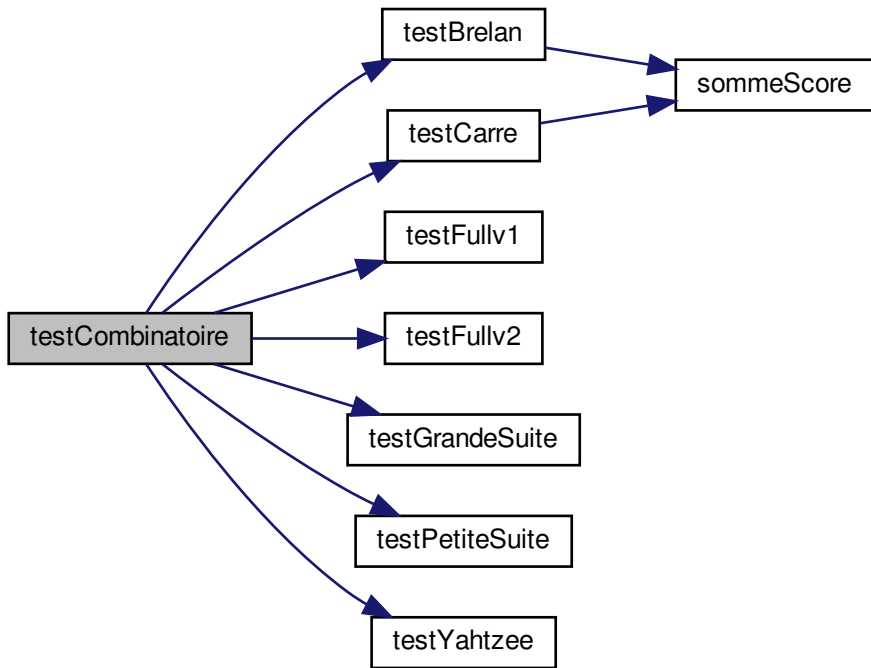 testBrelan
sommeScore
testCarre
testFullv1
testCombinatoire
testFullv2
testGrandeSuite
testPetiteSuite
testYahtzee